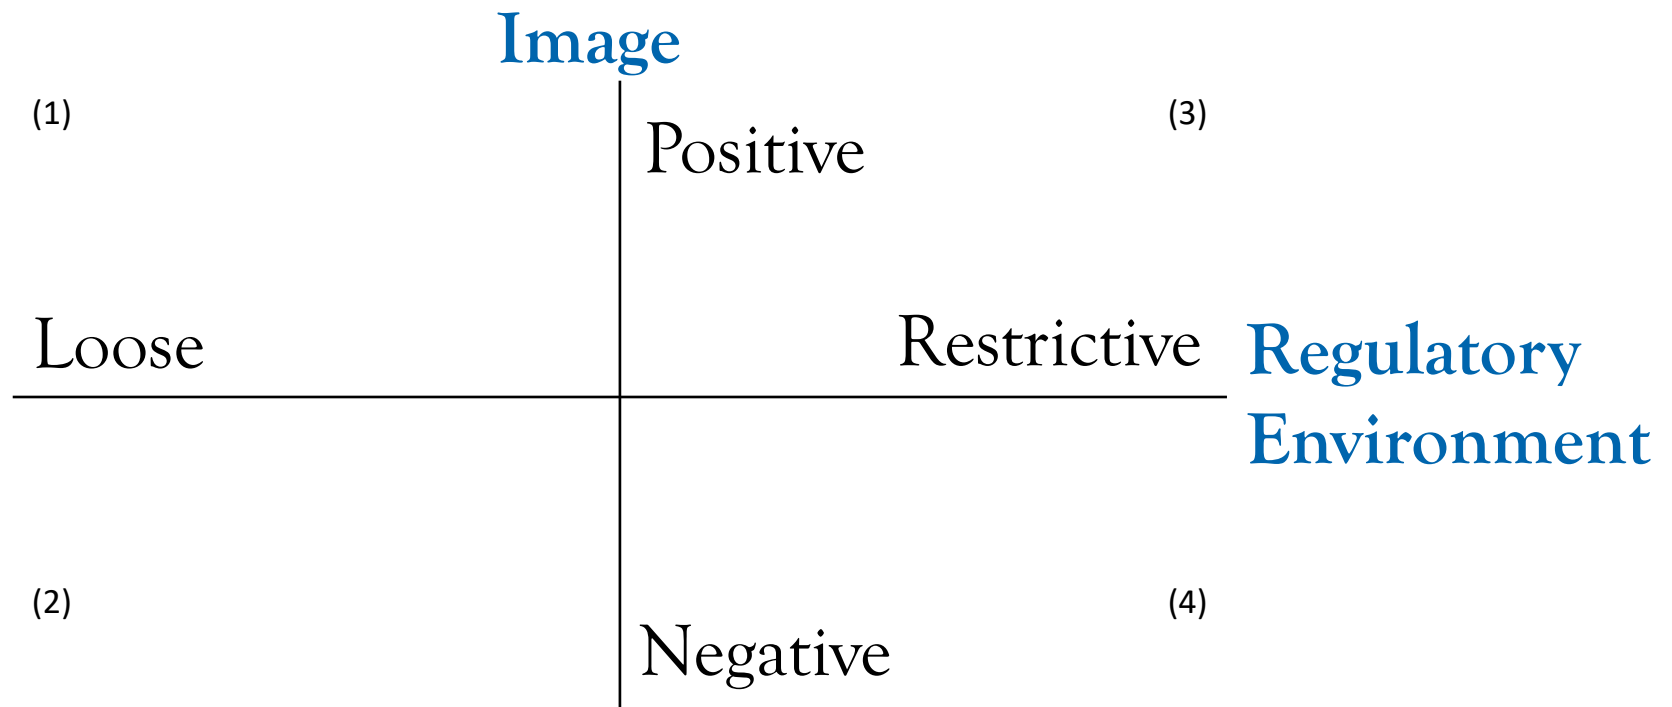 Image
(1)
(3)
Positive
Loose
Restrictive
Regulatory
Environment
(2)
(4)
Negative